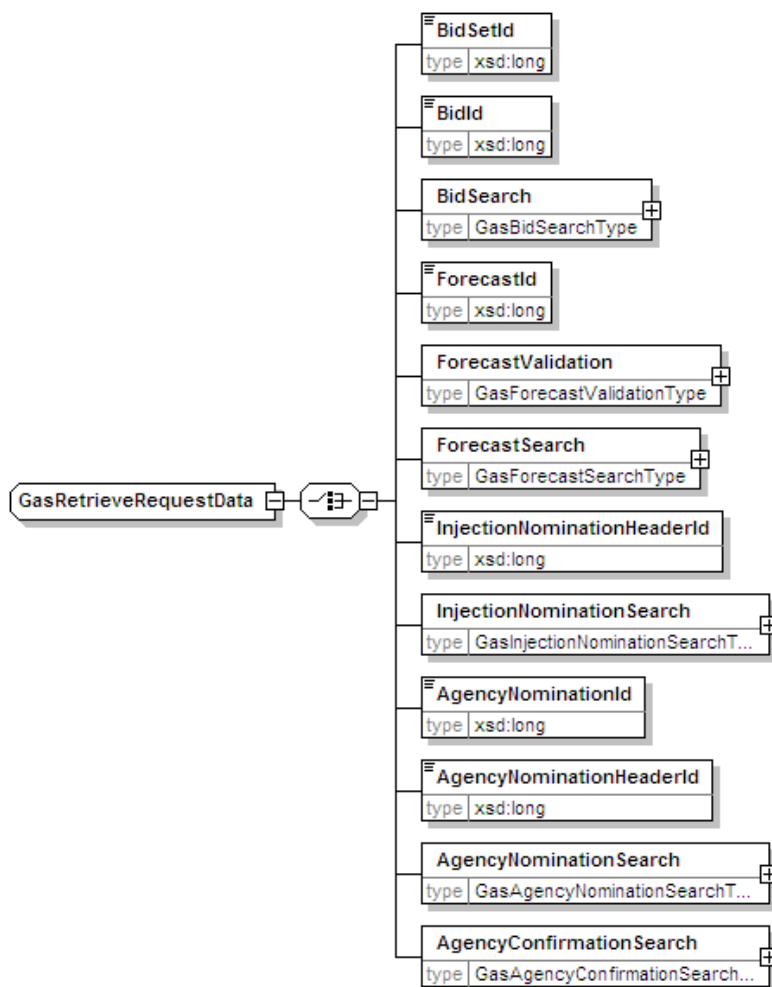 BidSetId
type xsd:long
BidId
type xsd:long
BidSearch
type GasBidSearchType
ForecastId
type xsd:long
ForecastValidation
type GasForecastValidationType
ForecastSearch
type GasForecastSearchType
GasRetrieveRequestData
InjectionNominationHeaderId
type xsd:long
InjectionNominationSearch
type GasInjectionNominationSearchT...
AgencyNominationId
type xsd:long
AgencyNominationHeaderId
type xsd:long
AgencyNominationSearch
type GasAgencyNominationSearchT...
AgencyConfirmationSearch
type GasAgencyConfirmationSearch...